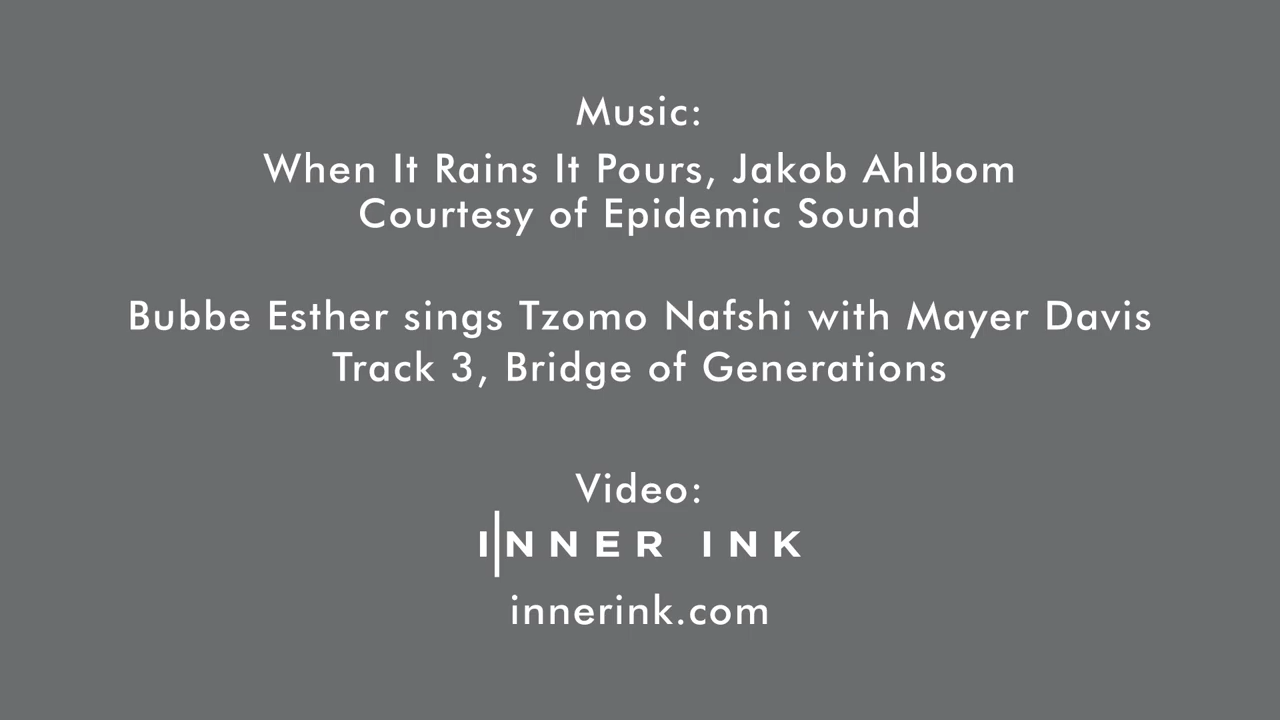 Music:
When It Rains It Pours, Jakob Ahlbom
Courtesy of Epidemic Sound
Bubbe Esther sings Tzomo Nafshi with Mayer Davis
Track 3, Bridge of Generations
Video:
INNER INK
innerink.com